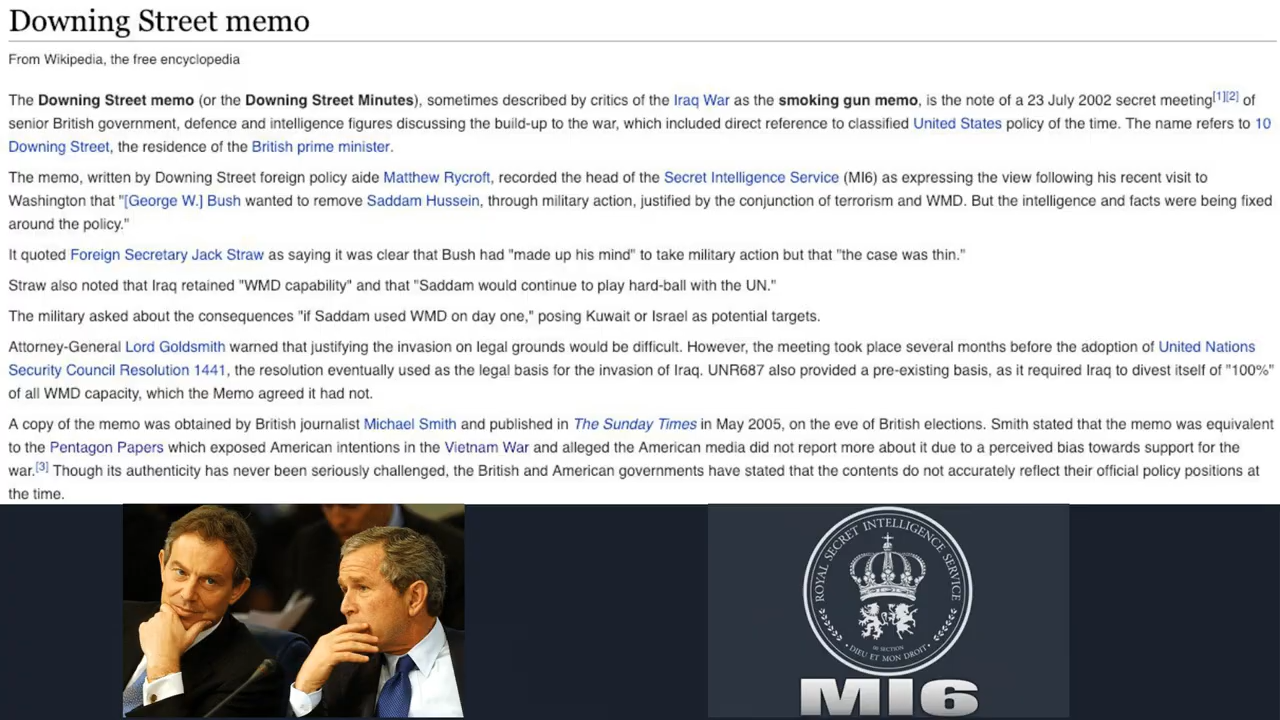 Downing Street memo
From Wikipedia, the free encyclopedia
The Downing Street memo (or the Downing Street Minutes), sometimes described by critics of the Iraq War as the smoking gun memo, is the note of a 23 July 2002 secret meeting[1][2] of
senior British government, defence and intelligence figures discussing the build-up to the war, which included direct reference to classified United States policy of the time. The name refers to 10
Downing Street, the residence of the British prime minister.
The memo, written by Downing Street foreign policy aide Matthew Rycroft, recorded the head of the Secret Intelligence Service (MI6) as expressing the view following his recent visit to
Washington that "[George W.] Bush wanted to remove Saddam Hussein, through military action, justified by the conjunction of terrorism and WMD. But the intelligence and facts were being fixed
around the policy."
It quoted Foreign Secretary Jack Straw as saying it was clear that Bush had "made up his mind" to take military action but that "the case was thin."
Straw also noted that Iraq retained "WMD capability" and that "Saddam would continue to play hard-ball with the UN."
The military asked about the consequences "if Saddam used WMD on day one," posing Kuwait or Israel as potential targets.
Attorney-General Lord Goldsmith warned that justifying the invasion on legal grounds would be difficult. However, the meeting took place several months before the adoption of United Nations
Security Council Resolution 1441, the resolution eventually used as the legal basis for the invasion of Iraq. UNR687 also provided a pre-existing basis, as it required Iraq to divest itself of "100%"
of all WMD capacity, which the Memo agreed it had not.
A copy of the memo was obtained by British journalist Michael Smith and published in The Sunday Times in May 2005, on the eve of British elections. Smith stated that the memo was equivalent
to the Pentagon Papers which exposed American intentions in the Vietnam War and alleged the American media did not report more about it due to a perceived bias towards support for the
war.[3] Though its authenticity has never been seriously challenged, the British and American governments have stated that the contents do not accurately reflect their official policy positions at
the time.
ROYAL SECRET INTELLIGENCE SERVICE
SECTION
DIEU ET MON DROIT
MI6